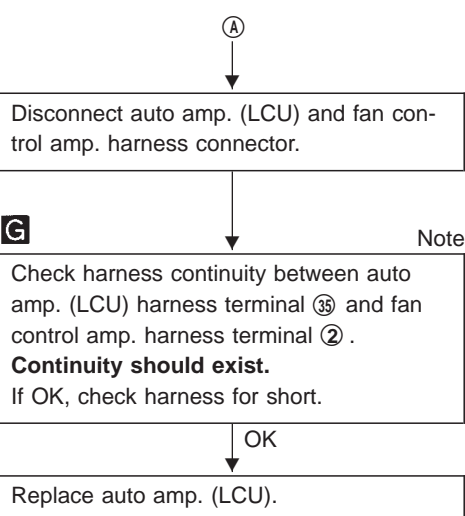 Ⓐ
Disconnect auto amp. (LCU) and fan con-
trol amp. harness connector.
G
Note
Check harness continuity between auto
amp. (LCU) harness terminal ㉟ and fan
control amp. harness terminal ② .
Continuity should exist.
If OK, check harness for short.
OK
Replace auto amp. (LCU).